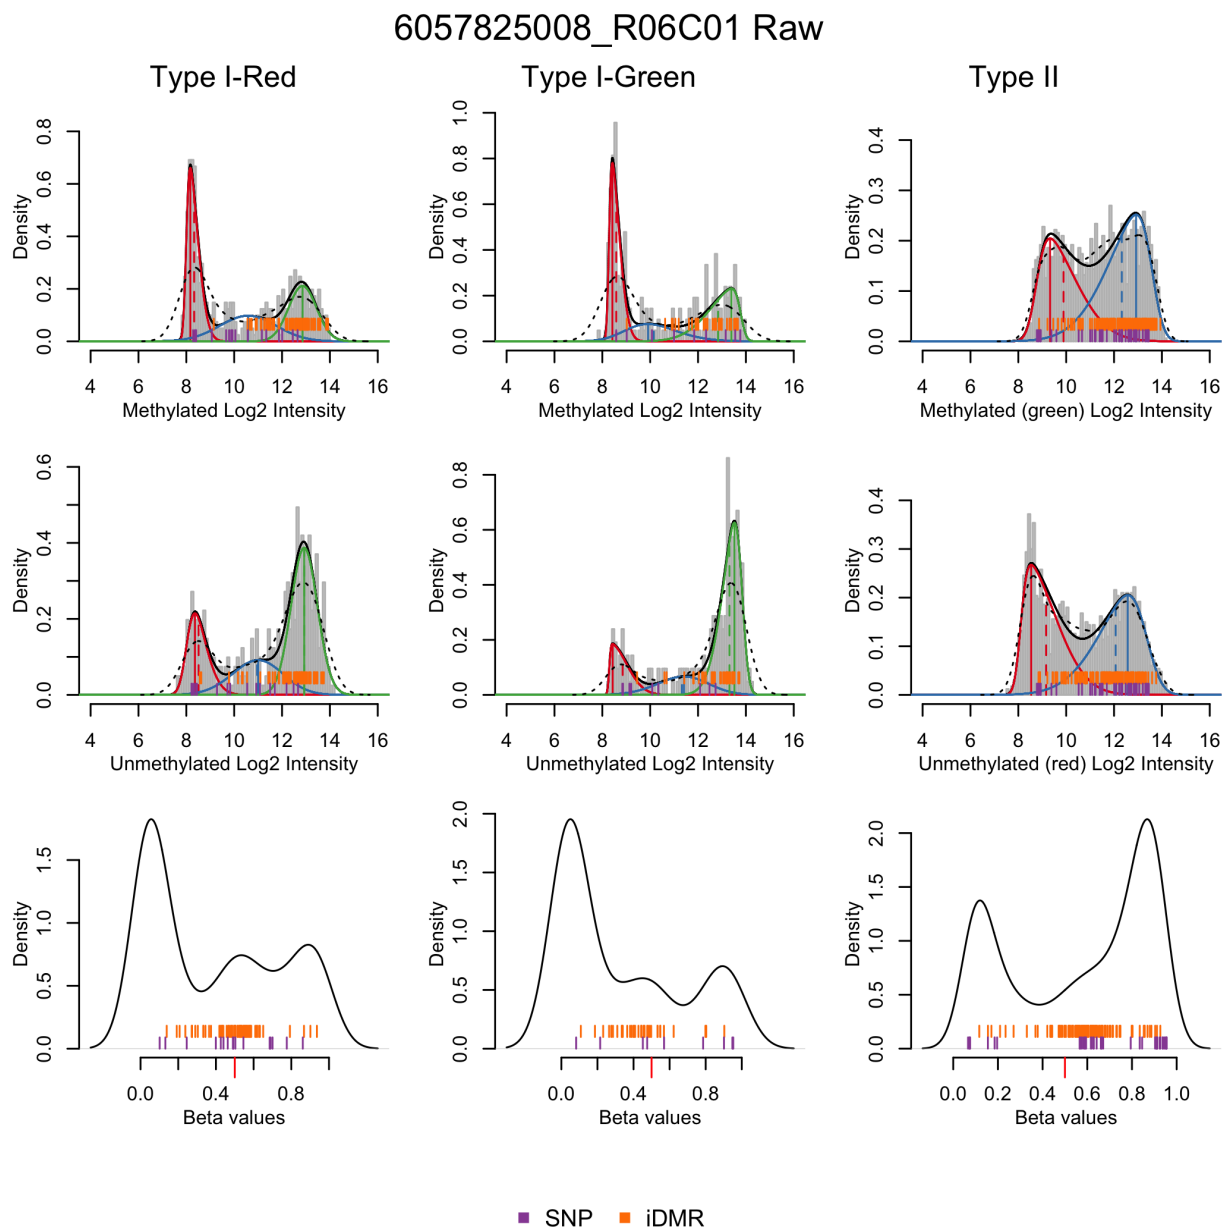 6057825008_R06C01 Raw
Type I-Red
Type I-Green
Type II
Density
0.0 0.2 0.4 0.6 0.8
4 6 8 10 12 14 16
Methylated Log2 Intensity
Density
0.0 0.2 0.4 0.6 0.8 1.0
4 6 8 10 12 14 16
Methylated Log2 Intensity
Density
0.0 0.1 0.2 0.3 0.4
4 6 8 10 12 14 16
Methylated (green) Log2 Intensity
Density
0.0 0.2 0.4 0.6
4 6 8 10 12 14 16
Unmethylated Log2 Intensity
Density
0.0 0.2 0.4 0.6 0.8
4 6 8 10 12 14 16
Unmethylated Log2 Intensity
Density
0.0 0.1 0.2 0.3 0.4
4 6 8 10 12 14 16
Unmethylated (red) Log2 Intensity
Density
0.0 0.5 1.0 1.5
0.0 0.4 0.8
Beta values
Density
0.0 0.5 1.0 1.5 2.0
0.0 0.4 0.8
Beta values
Density
0.0 0.5 1.0 1.5 2.0
0.0 0.2 0.4 0.6 0.8 1.0
Beta values
SNP iDMR